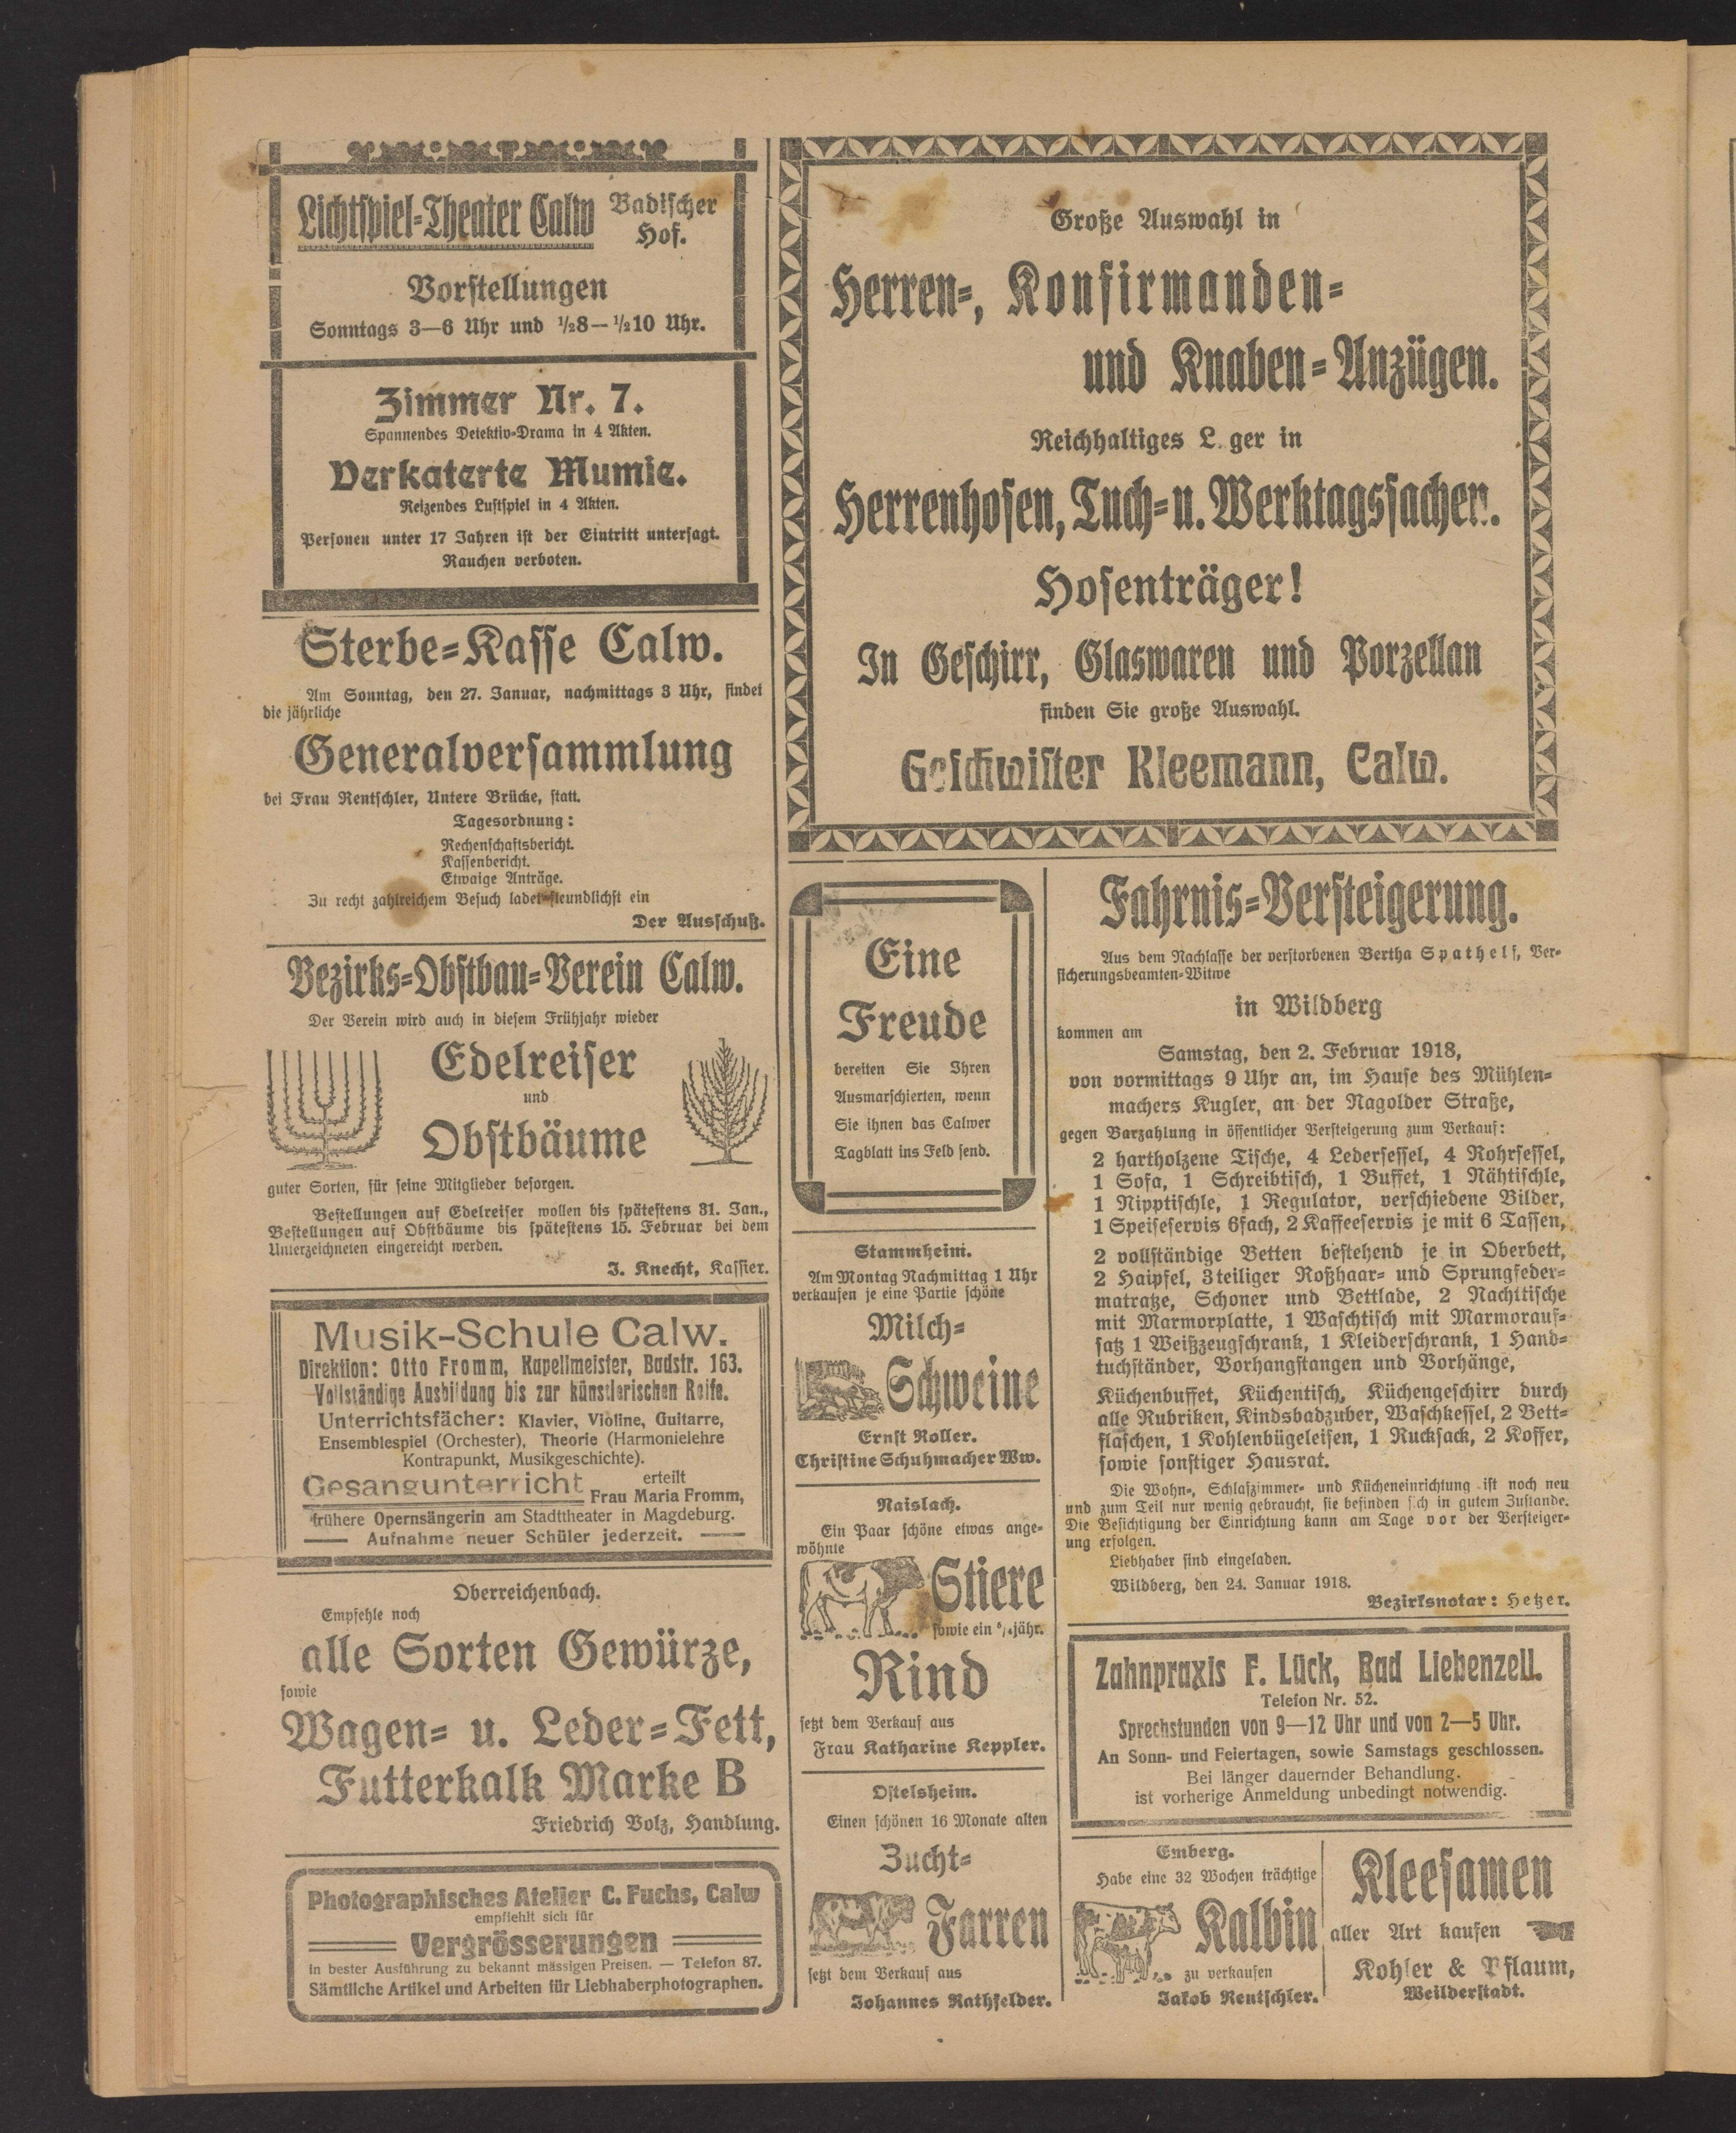 Lichtspiel-Theater Calw Badischer
Hof.
Vorstellungen
Sonntags 3—6 Uhr und ½8—½10 Uhr.
Zimmer Nr. 7.
Spannendes Detektiv-Drama in 4 Akten.
Verkaterte Mumie.
Reizendes Lustspiel in 4 Akten.
Personen unter 17 Jahren ist der Eintritt untersagt.
Rauchen verboten.
Sterbe-Kasse Calw.
Am Sonntag, den 27. Januar, nachmittags 3 Uhr, findet
die jährliche
Generalversammlung
bei Frau Rentschler, Untere Brücke, statt.
Tagesordnung:
Rechenschaftsbericht.
Kassenbericht.
Etwaige Anträge.
Zu recht zahlreichem Besuch ladet freundlichst ein
Der Ausschuß.
Bezirks-Obstbau-Verein Calw.
Der Verein wird auch in diesem Frühjahr wieder
Edelreiser
und
Obstbäume
guter Sorten, für seine Mitglieder besorgen.
Bestellungen auf Edelreiser wollen bis spätestens 31. Jan.,
Bestellungen auf Obstbäume bis spätestens 15. Februar bei dem
Unterzeichneten eingereicht werden.
J. Knecht, Kassier.
Musik-Schule Calw.
Direktion: Otto Fromm, Kapellmeister, Badstr. 163.
Vollständige Ausbildung bis zur künstlerischen Reife.
Unterrichtsfächer: Klavier, Violine, Guitarre,
Ensemblespiel (Orchester), Theorie (Harmonielehre
Kontrapunkt, Musikgeschichte).
Gesangunterricht erteilt
Frau Maria Fromm,
frühere Opernsängerin am Stadttheater in Magdeburg.
Aufnahme neuer Schüler jederzeit.
Oberreichenbach.
Empfehle noch
alle Sorten Gewürze,
sowie
Wagen- u. Leder-Fett,
Futterkalk Marke B
Friedrich Volz, Handlung.
Photographisches Atelier C. Fuchs, Calw
empfiehlt sich für
Vergrösserungen
in bester Ausführung zu bekannt mässigen Preisen. — Telefon 87.
Sämtliche Artikel und Arbeiten für Liebhaberphotographen.
Große Auswahl in
Herren-, Konfirmanden-
und Knaben-Anzügen.
Reichhaltiges L ger in
Herrenhosen, Tuch- u. Werktagssachen.
Hosenträger!
In Geschirr, Glaswaren und Porzellan
finden Sie große Auswahl.
Geschwister Kleemann, Calw.
Eine
Freude
bereiten Sie Ihren
Ausmarschierten, wenn
Sie ihnen das Calwer
Tagblatt ins Feld send.
Stammheim.
Am Montag Nachmittag 1 Uhr
verkaufen je eine Partie schöne
Milch-
Schweine
Ernst Roller.
Christine Schuhmacher Ww.
Naislach.
Ein Paar schöne etwas ange-
wöhnte
Stiere
sowie ein ⁵/₄jähr.
Rind
setzt dem Verkauf aus
Frau Katharine Keppler.
Ostelsheim.
Einen schönen 16 Monate alten
Zucht-
Farren
setzt dem Verkauf aus
Johannes Rathfelder.
Fahrnis-Versteigerung.
Aus dem Nachlasse der verstorbenen Bertha Spathelf, Ver-
sicherungsbeamten-Witwe
in Wildberg
kommen am
Samstag, den 2. Februar 1918,
von vormittags 9 Uhr an, im Hause des Mühlen-
machers Kugler, an der Nagolder Straße,
gegen Barzahlung in öffentlicher Versteigerung zum Verkauf:
2 hartholzene Tische, 4 Ledersessel, 4 Rohrsessel,
1 Sofa, 1 Schreibtisch, 1 Buffet, 1 Nähtischle,
1 Nipptischle, 1 Regulator, verschiedene Bilder,
1 Speiseservis 6fach, 2 Kaffeeservis je mit 6 Tassen,
2 vollständige Betten bestehend je in Oberbett,
2 Haipfel, 3teiliger Roßhaar- und Sprungfeder-
matratze, Schoner und Bettlade, 2 Nachttische
mit Marmorplatte, 1 Waschtisch mit Marmorauf-
satz 1 Weißzeugschrank, 1 Kleiderschrank, 1 Hand-
tuchständer, Vorhangstangen und Vorhänge,
Küchenbuffet, Küchentisch, Küchengeschirr durch
alle Rubriken, Kindsbadzuber, Waschkessel, 2 Bett-
flaschen, 1 Kohlenbügeleisen, 1 Rucksack, 2 Koffer,
sowie sonstiger Hausrat.
Die Wohn-, Schlafzimmer- und Kücheneinrichtung ist noch neu
und zum Teil nur wenig gebraucht, sie befinden sich in gutem Zustande.
Die Besichtigung der Einrichtung kann am Tage vor der Versteiger-
ung erfolgen.
Liebhaber sind eingeladen.
Wildberg, den 24. Januar 1918.
Bezirksnotar: Hetzer.
Zahnpraxis F. Lück, Bad Liebenzell.
Telefon Nr. 52.
Sprechstunden von 9—12 Uhr und von 2—5 Uhr.
An Sonn- und Feiertagen, sowie Samstags geschlossen.
Bei länger dauernder Behandlung.
ist vorherige Anmeldung unbedingt notwendig.
Emberg.
Habe eine 32 Wochen trächtige
Kalbin
zu verkaufen
Jakob Rentschler.
Kleesamen
aller Art kaufen
Kohler & Pflaum,
Weilderstadt.